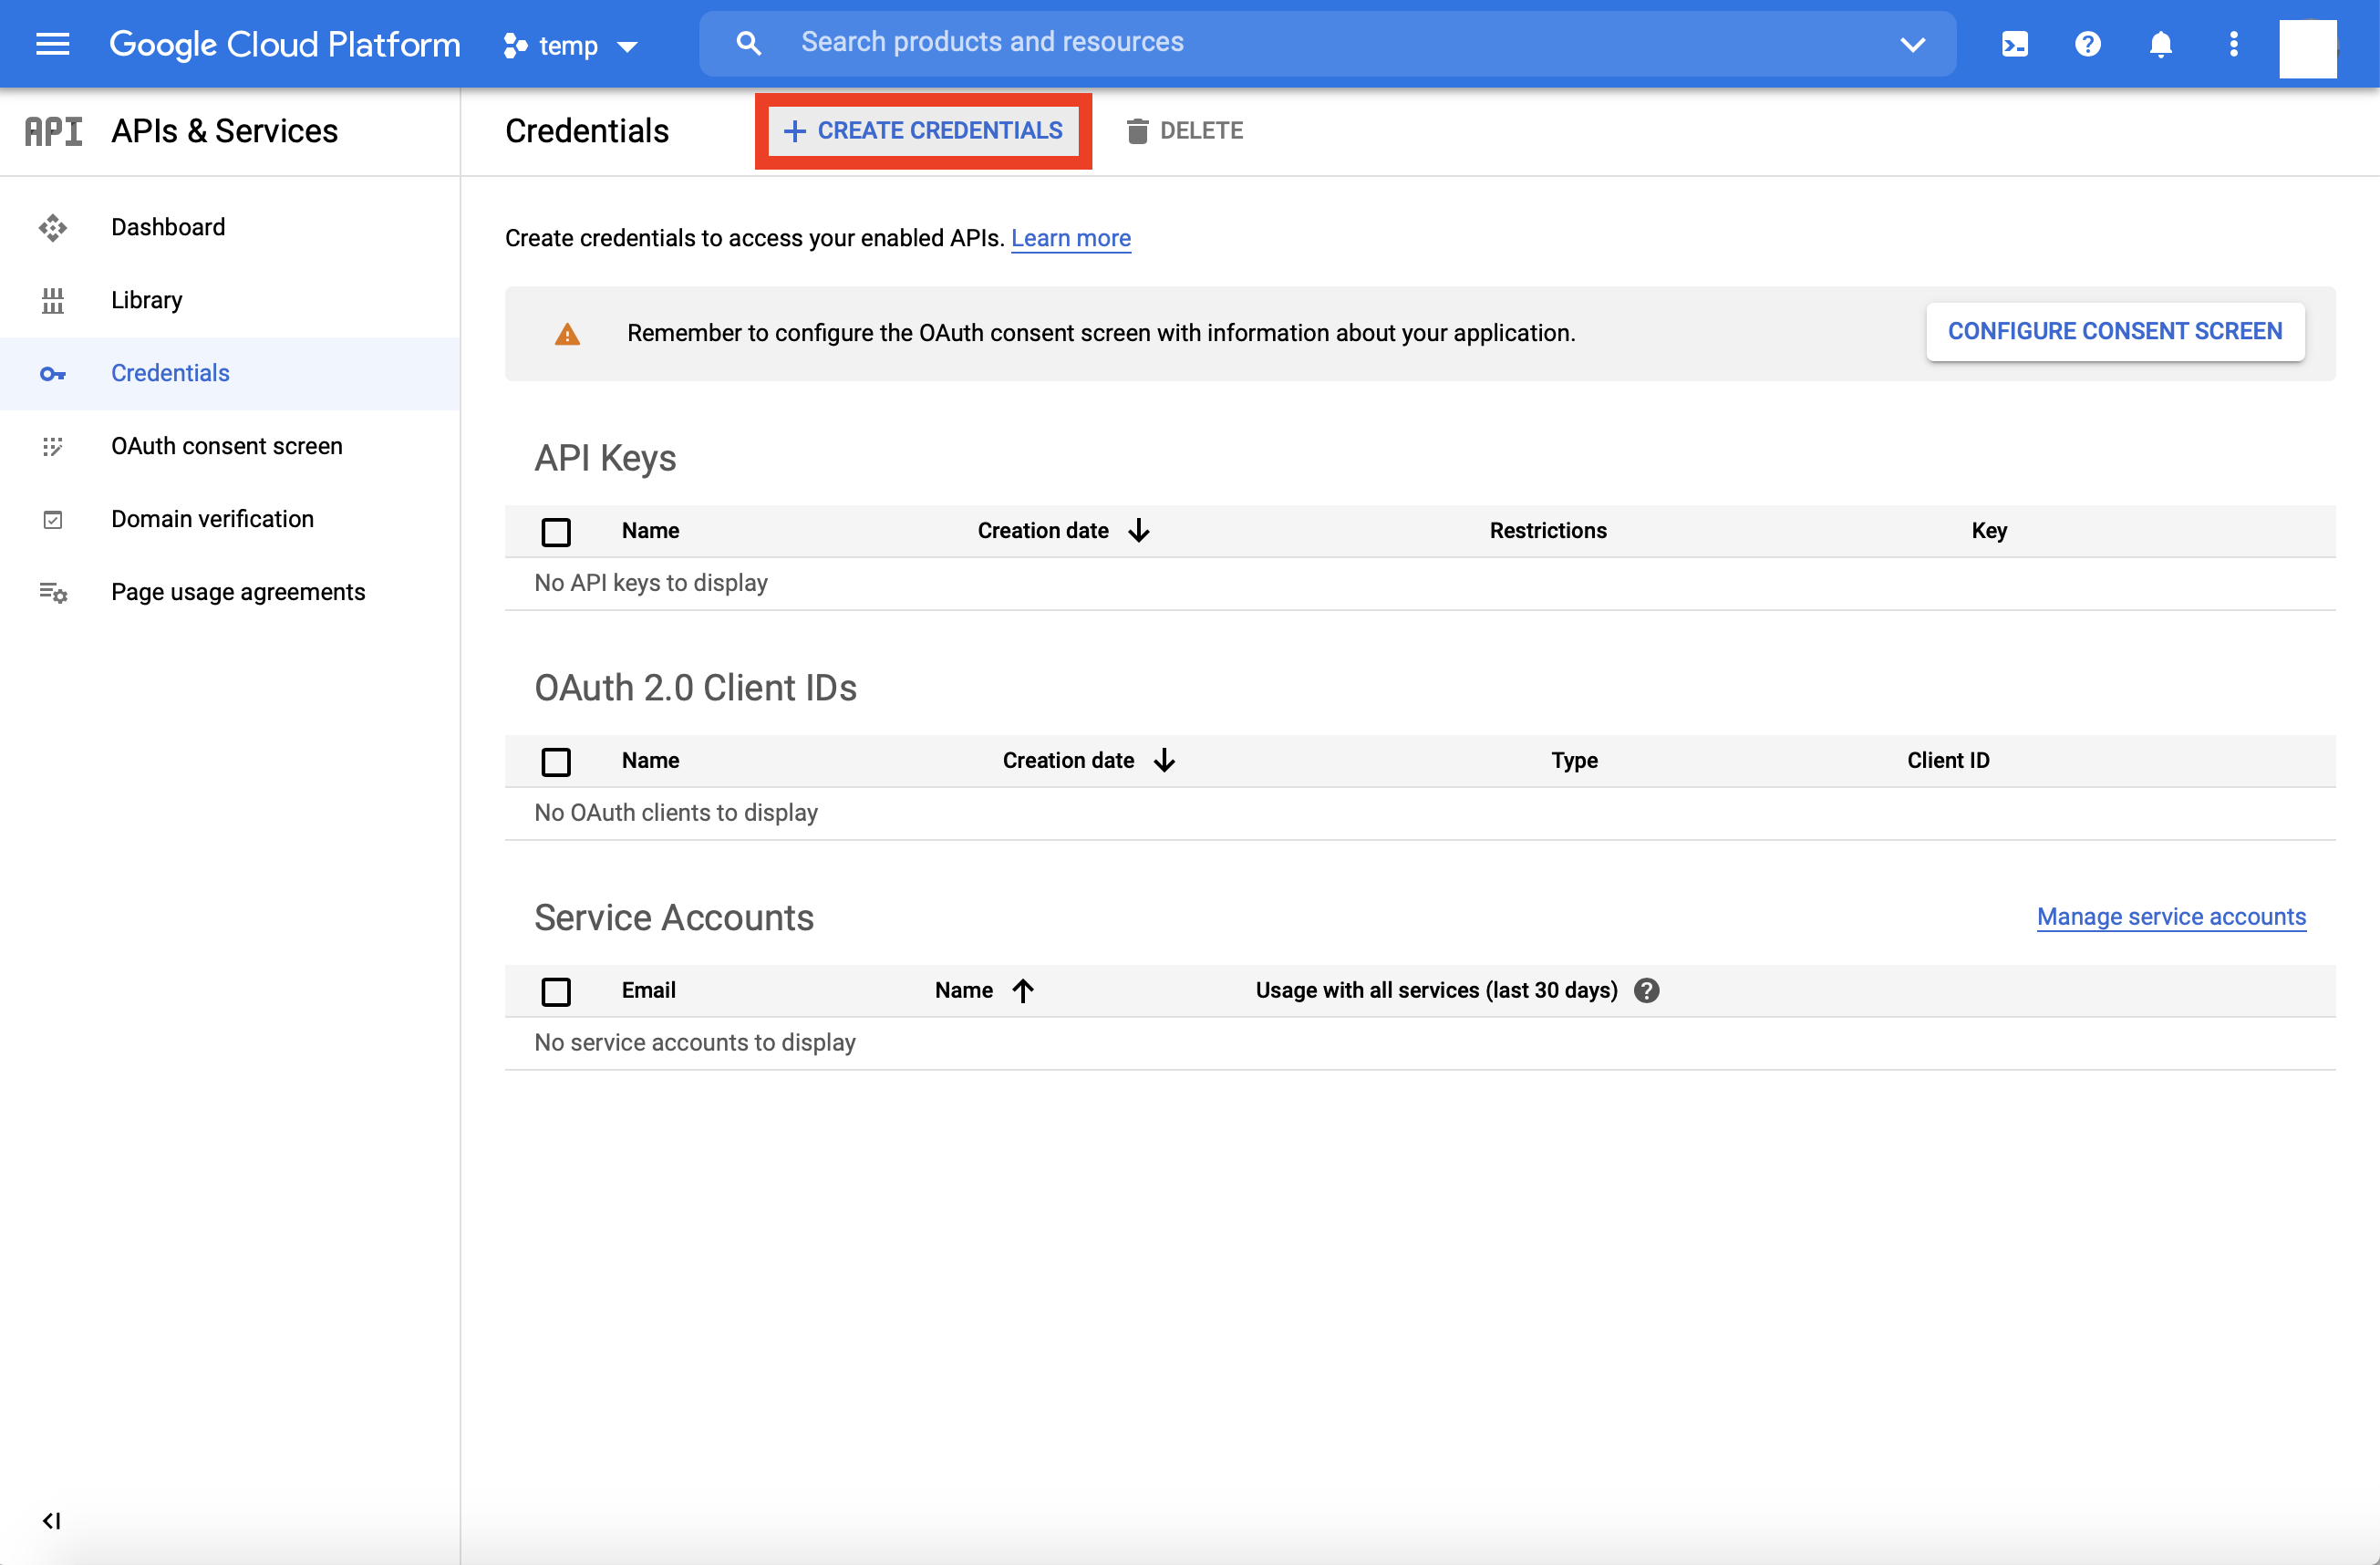 Google Cloud Platform
temp
Search products and resources
API
APIs & Services
Credentials
+ CREATE CREDENTIALS
DELETE
Dashboard
Library
Credentials
OAuth consent screen
Domain verification
Page usage agreements
Create credentials to access your enabled APIs. Learn more
Remember to configure the OAuth consent screen with information about your application.
CONFIGURE CONSENT SCREEN
API Keys
Name Creation date Restrictions Key
No API keys to display
OAuth 2.0 Client IDs
Name Creation date Type Client ID
No OAuth clients to display
Service Accounts
Manage service accounts
Email Name Usage with all services (last 30 days)
No service accounts to display